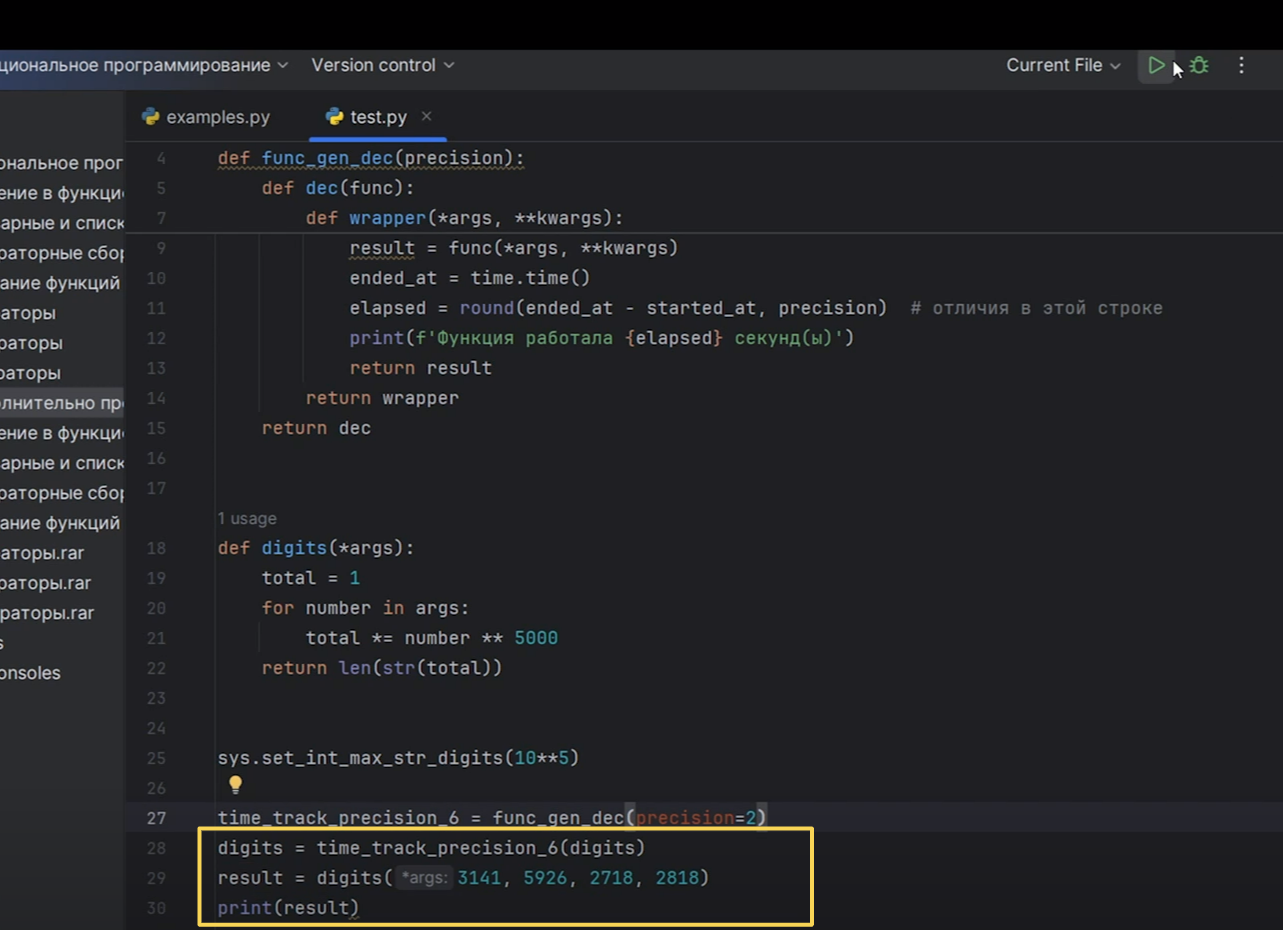 циональное программирование Version control Current File
examples.py test.py
ональное прог
ение в функци
арные и списк
раторные сбор
ание функций
аторы
раторы
раторы
лнительно пр
ение в функци
арные и списк
раторные сбор
ание функций
аторы.rar
раторы.rar
раторы.rar
s
onsoles
4 def func_gen_dec(precision):
5 def dec(func):
7 def wrapper(*args, **kwargs):
9 result = func(*args, **kwargs)
10 ended_at = time.time()
11 elapsed = round(ended_at - started_at, precision) # отличия в этой строке
12 print(f'Функция работала {elapsed} секунд(ы)')
13 return result
14 return wrapper
15 return dec
16
17
1 usage
18 def digits(*args):
19 total = 1
20 for number in args:
21 total *= number ** 5000
22 return len(str(total))
23
24
25 sys.set_int_max_str_digits(10**5)
26
27 time_track_precision_6 = func_gen_dec(precision=2)
28 digits = time_track_precision_6(digits)
29 result = digits( *args: 3141, 5926, 2718, 2818)
30 print(result)